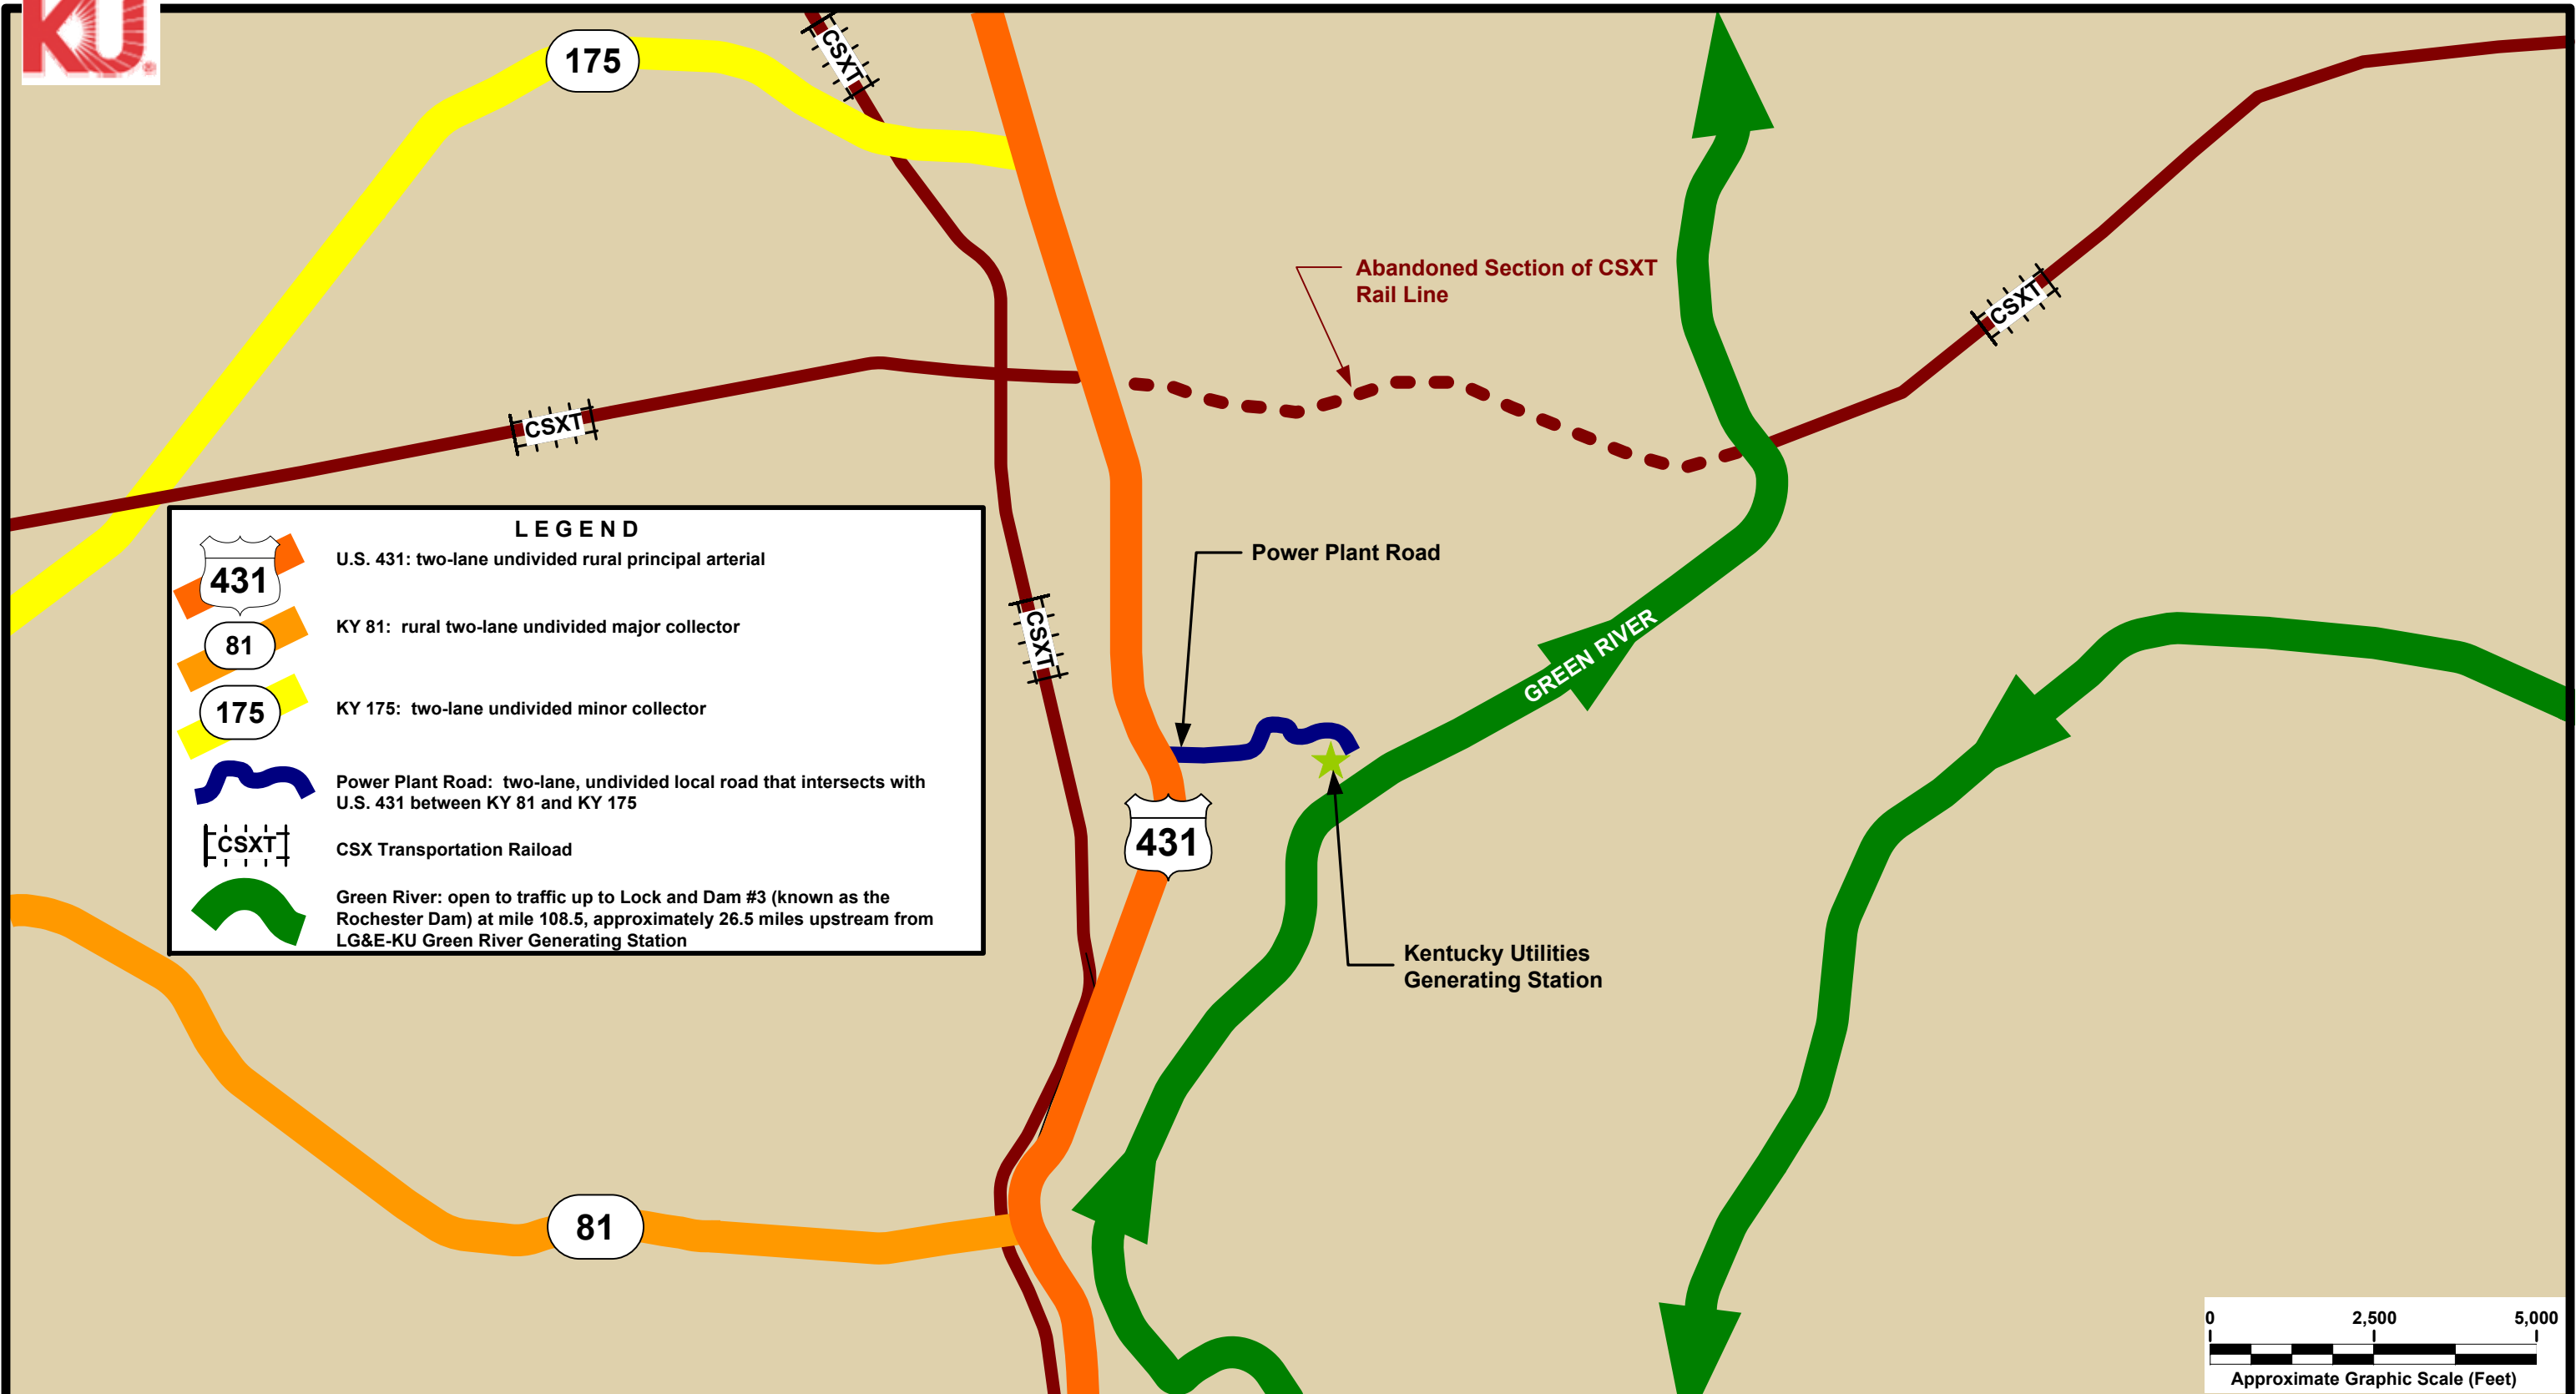 KU®
175
CSXT
Abandoned Section of CSXT
Rail Line
CSXT
CSXT
LEGEND
431
U.S. 431: two-lane undivided rural principal arterial
81
KY 81: rural two-lane undivided major collector
175
KY 175: two-lane undivided minor collector
Power Plant Road: two-lane, undivided local road that intersects with
U.S. 431 between KY 81 and KY 175
CSXT
CSX Transportation Raiload
Green River: open to traffic up to Lock and Dam #3 (known as the
Rochester Dam) at mile 108.5, approximately 26.5 miles upstream from
LG&E-KU Green River Generating Station
Power Plant Road
CSXT
GREEN RIVER
431
Kentucky Utilities
Generating Station
81
0 2,500 5,000
Approximate Graphic Scale (Feet)